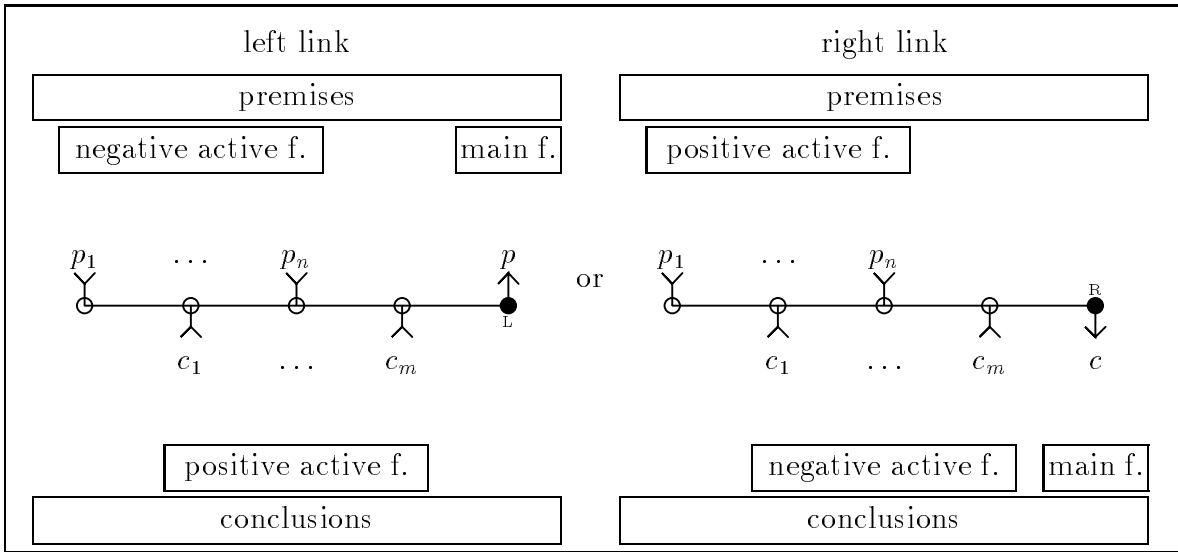 left link right link
premises premises
negative active f. main f. positive active f.
p₁ ... pₙ p or p₁ ... pₙ R
L
c₁ ... cₘ c₁ ... cₘ c
positive active f. negative active f. main f.
conclusions conclusions